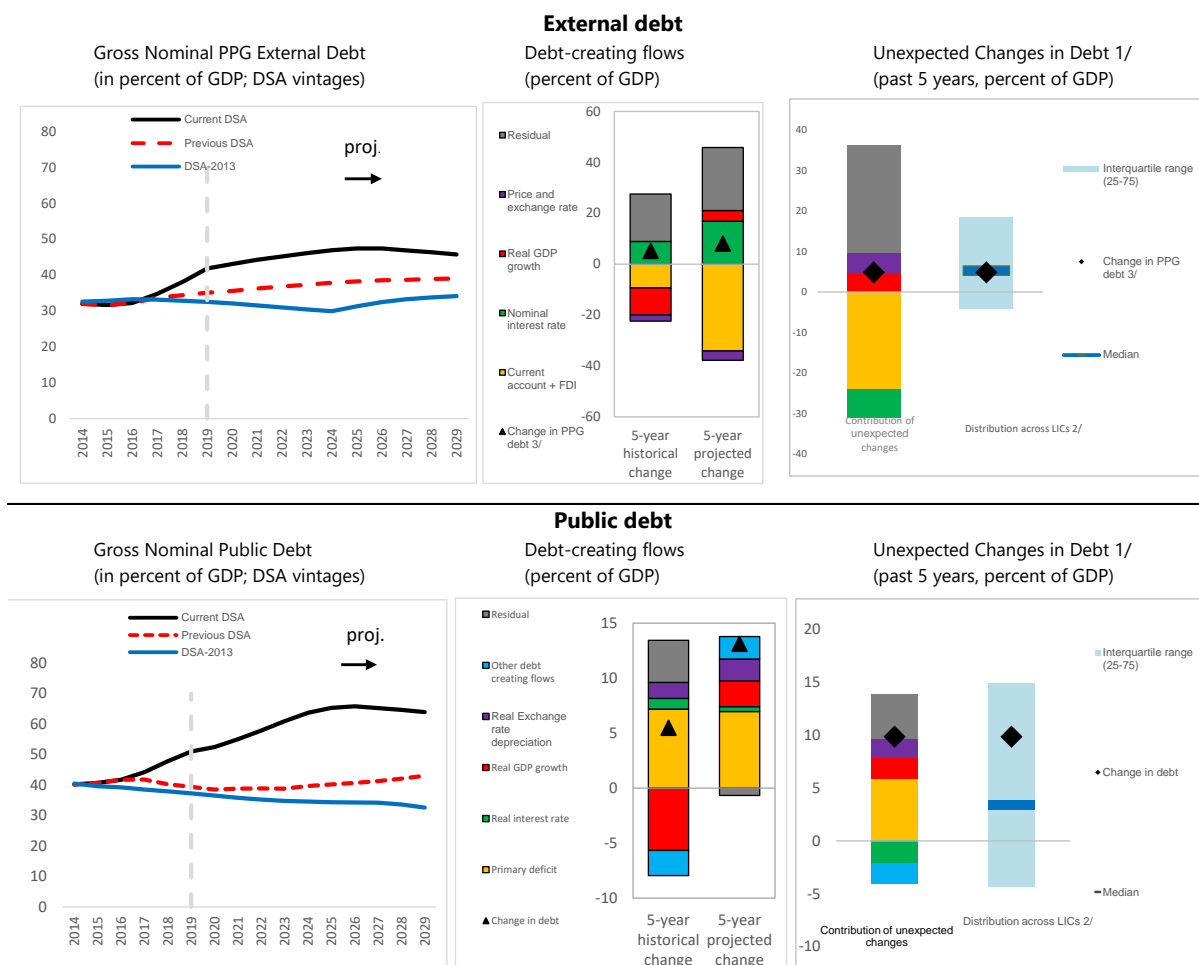 External debt
Gross Nominal PPG External Debt
(in percent of GDP; DSA vintages)
Debt-creating flows
(percent of GDP)
Unexpected Changes in Debt 1/
(past 5 years, percent of GDP)
Current DSA
Previous DSA
DSA-2013
proj.
80
70
60
50
40
30
20
10
0
2014
2015
2016
2017
2018
2019
2020
2021
2022
2023
2024
2025
2026
2027
2028
2029
Residual
Price and
exchange rate
Real GDP
growth
Nominal
interest rate
Current
account + FDI
Change in PPG
debt 3/
60
40
20
0
-20
-40
-60
5-year
historical
change
5-year
projected
change
40
30
20
10
0
-10
-20
-30
-40
Contribution of
unexpected
changes
Distribution across LICs 2/
Interquartile range
(25-75)
Change in PPG
debt 3/
Median
Public debt
Gross Nominal Public Debt
(in percent of GDP; DSA vintages)
Debt-creating flows
(percent of GDP)
Unexpected Changes in Debt 1/
(past 5 years, percent of GDP)
Current DSA
Previous DSA
DSA-2013
proj.
80
70
60
50
40
30
20
10
0
2014
2015
2016
2017
2018
2019
2020
2021
2022
2023
2024
2025
2026
2027
2028
2029
Residual
Other debt
creating flows
Real Exchange
rate
depreciation
Real GDP growth
Real interest rate
Primary deficit
Change in debt
15
10
5
0
-5
-10
5-year
historical
change
5-year
projected
change
20
15
10
5
0
-5
-10
Contribution of unexpected
changes
Distribution across LICs 2/
Interquartile range
(25-75)
Change in debt
Median